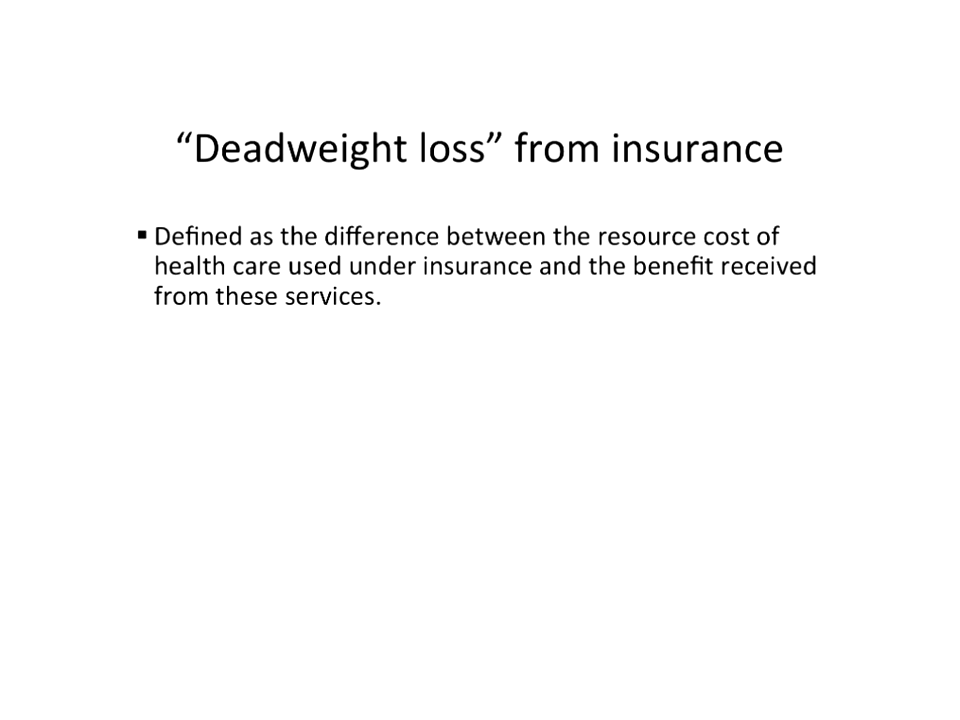 “Deadweight loss” from insurance
▪ Defined as the difference between the resource cost of
health care used under insurance and the benefit received
from these services.